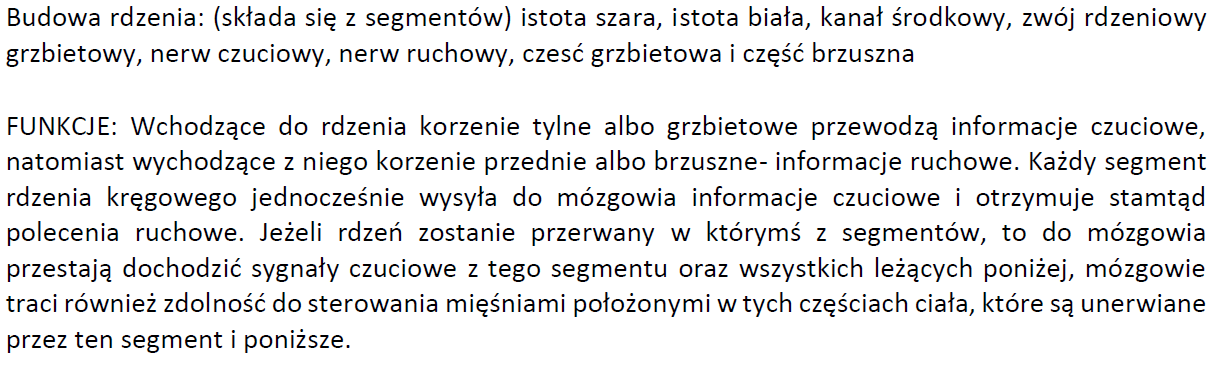 Budowa rdzenia: (składa się z segmentów) istota szara, istota biała, kanał środkowy, zwój rdzeniowy
grzbietowy, nerw czuciowy, nerw ruchowy, czesć grzbietowa i część brzuszna
FUNKCJE: Wchodzące do rdzenia korzenie tylne albo grzbietowe przewodzą informacje czuciowe,
natomiast wychodzące z niego korzenie przednie albo brzuszne- informacje ruchowe. Każdy segment
rdzenia kręgowego jednocześnie wysyła do mózgowia informacje czuciowe i otrzymuje stamtąd
polecenia ruchowe. Jeżeli rdzeń zostanie przerwany w którymś z segmentów, to do mózgowia
przestają dochodzić sygnały czuciowe z tego segmentu oraz wszystkich leżących poniżej, mózgowie
traci również zdolność do sterowania mięśniami położonymi w tych częściach ciała, które są unerwiane
przez ten segment i poniższe.